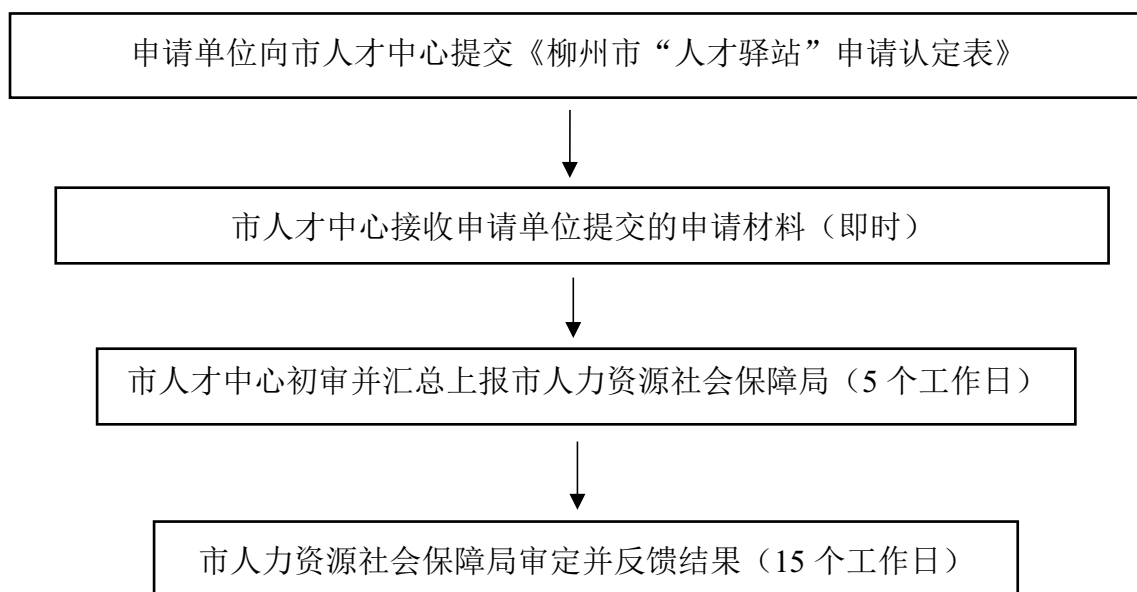 申请单位向市人才中心提交《柳州市“人才驿站”申请认定表》
市人才中心接收申请单位提交的申请材料（即时）
市人才中心初审并汇总上报市人力资源社会保障局（5 个工作日）
市人力资源社会保障局审定并反馈结果（15 个工作日）